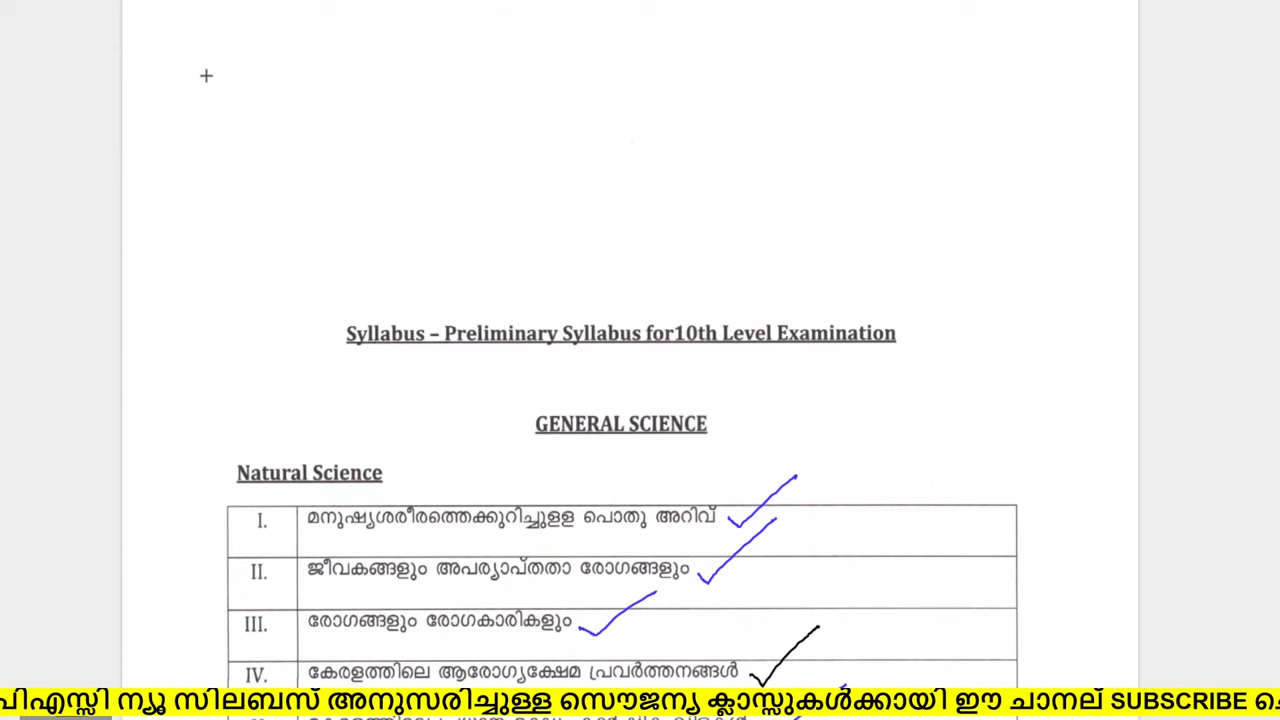 Syllabus – Preliminary Syllabus for10th Level Examination
GENERAL SCIENCE
Natural Science
I. മനുഷ്യശരീരത്തെക്കുറിച്ചുളള പൊതു അറിവ്
II. ജീവകങ്ങളും അപര്യാപ്തതാ രോഗങ്ങളും
III. രോഗങ്ങളും രോഗകാരികളും
IV. കേരളത്തിലെ ആരോഗ്യക്ഷേമ പ്രവർത്തനങ്ങൾ
പിഎസ്സി ന്യൂ സിലബസ് അനുസരിച്ചുള്ള സൌജന്യ ക്ലാസ്സുകൾക്കായി ഈ ചാനല് SUBSCRIBE ചെ